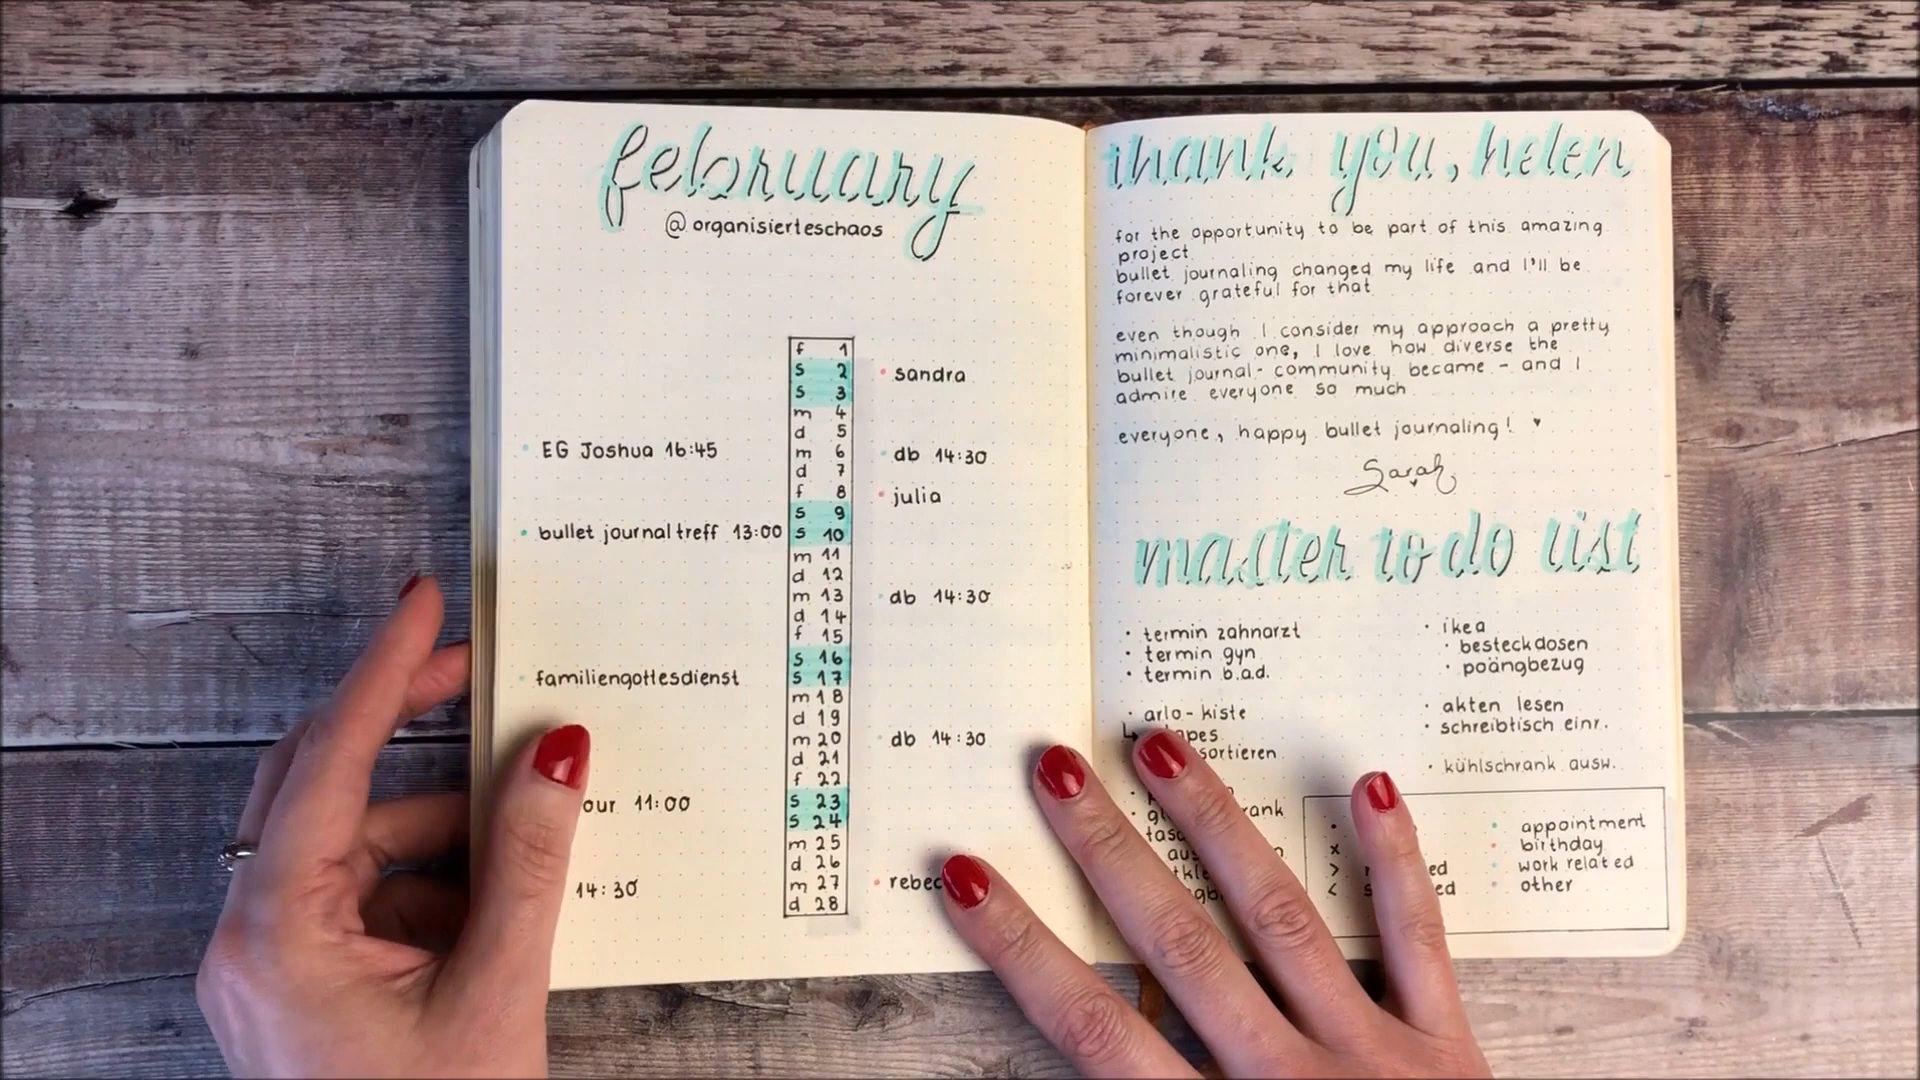 february
@organisierteschaos
f 1
s 2
• sandra
s 3
m 4
d 5
• EG Joshua 16:45
m 6
• db 14:30
d 7
f 8
• julia
s 9
• bullet journal treff 13:00
s 10
m 11
d 12
m 13
• db 14:30
d 14
f 15
s 16
• familiengottesdienst
s 17
m 18
d 19
m 20
• db 14:30
d 21
f 22
11:00
s 23
s 24
m 25
d 26
14:30
m 27
d 28
thank you, helen
for the opportunity to be part of this amazing
project
bullet journaling changed my life and I'll be
forever grateful for that
even though I consider my approach a pretty
minimalistic one, I love how diverse the
bullet journal - community became - and I
admire everyone so much
everyone, happy bullet journaling! ♥
Sarah
master to do list
• termin zahnarzt
• termin gyn
• termin b.a.d.
• arlo-kiste
sortieren
• ikea
• besteckdosen
• poängbezug
• akten lesen
• schreibtisch einr.
• kühlschrank ausw.
•
x
>
<
• appointment
• birthday
• work related
• other